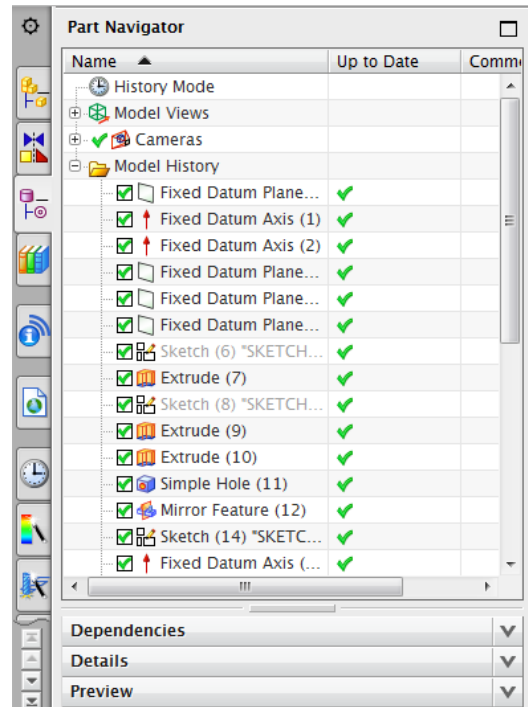 Part Navigator
Name Up to Date Comm
History Mode
Model Views
Cameras
Model History
Fixed Datum Plane...
Fixed Datum Axis (1)
Fixed Datum Axis (2)
Fixed Datum Plane...
Fixed Datum Plane...
Fixed Datum Plane...
Sketch (6) "SKETCH...
Extrude (7)
Sketch (8) "SKETCH...
Extrude (9)
Extrude (10)
Simple Hole (11)
Mirror Feature (12)
Sketch (14) "SKETC...
Fixed Datum Axis (...
Dependencies
Details
Preview